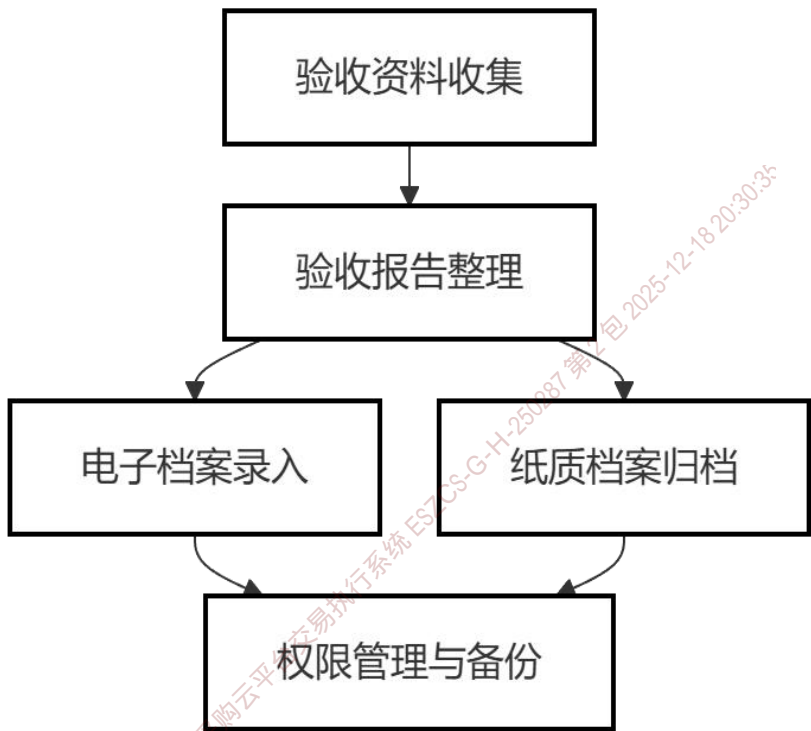 验收资料收集
验收报告整理
电子档案录入
纸质档案归档
权限管理与备份
购云平台交易执行系统 ESZCS-G-H-250287 第2包 2025-12-18 20:30:35